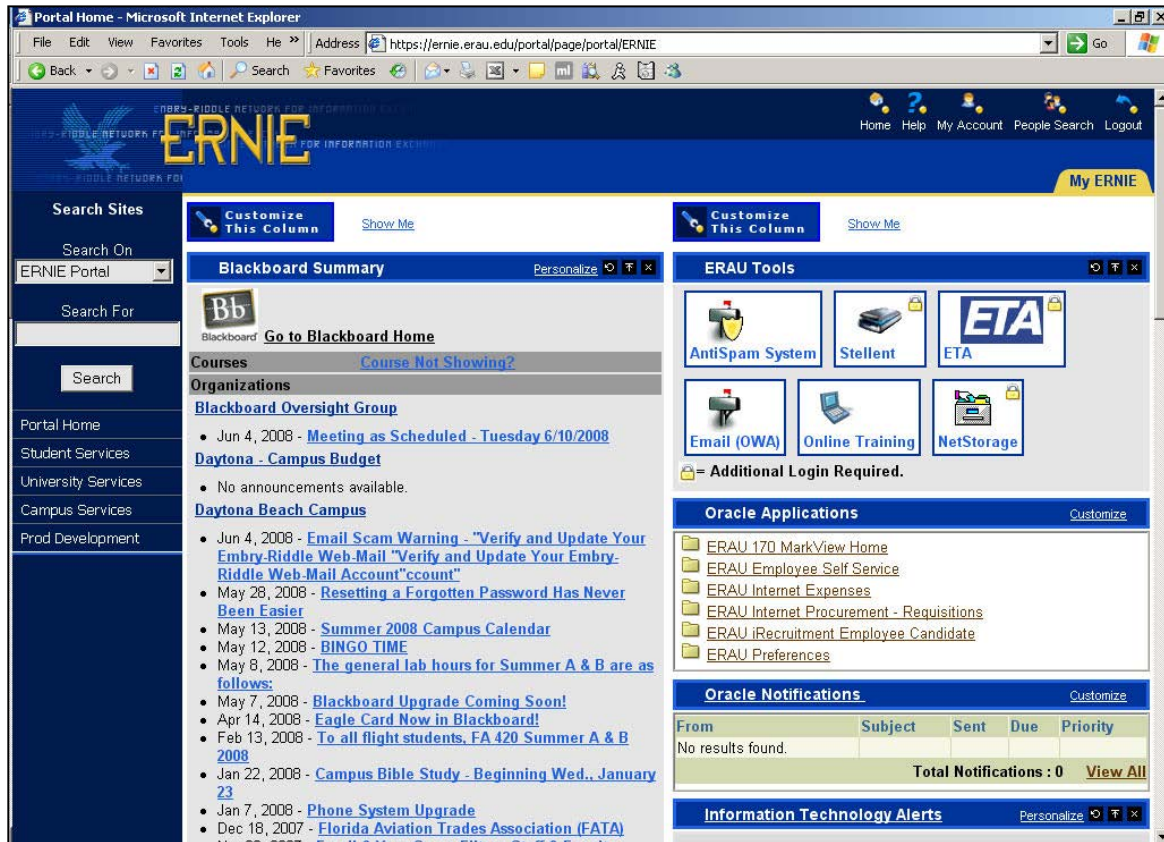 Portal Home - Microsoft Internet Explorer
File Edit View Favorites Tools He » Address https://ernie.erau.edu/portal/page/portal/ERNIE Go
Back Search Favorites ml
EMBRY-RIDDLE NETWORK FOR INFORMATION
ERNIE
FOR INFORMATION
Home Help My Account People Search Logout
My ERNIE
Search Sites
Search On
ERNIE Portal
Search For
Search
Portal Home
Student Services
University Services
Campus Services
Prod Development
Customize
This Column
Show Me
Blackboard Summary Personalize
Bb
Blackboard Go to Blackboard Home
Courses Course Not Showing?
Organizations
Blackboard Oversight Group
• Jun 4, 2008 - Meeting as Scheduled - Tuesday 6/10/2008
Daytona - Campus Budget
• No announcements available.
Daytona Beach Campus
• Jun 4, 2008 - Email Scam Warning - "Verify and Update Your
Embry-Riddle Web-Mail "Verify and Update Your Embry-
Riddle Web-Mail Account"ccount"
• May 28, 2008 - Resetting a Forgotten Password Has Never
Been Easier
• May 13, 2008 - Summer 2008 Campus Calendar
• May 12, 2008 - BINGO TIME
• May 8, 2008 - The general lab hours for Summer A & B are as
follows:
• May 7, 2008 - Blackboard Upgrade Coming Soon!
• Apr 14, 2008 - Eagle Card Now in Blackboard!
• Feb 13, 2008 - To all flight students, FA 420 Summer A & B
2008
• Jan 22, 2008 - Campus Bible Study - Beginning Wed., January
23
• Jan 7, 2008 - Phone System Upgrade
• Dec 18, 2007 - Florida Aviation Trades Association (FATA)
Customize
This Column
Show Me
ERAU Tools
AntiSpam System
Stellent
ETA
ETA
Email (OWA)
Online Training
NetStorage
= Additional Login Required.
Oracle Applications Customize
ERAU 170 MarkView Home
ERAU Employee Self Service
ERAU Internet Expenses
ERAU Internet Procurement - Requisitions
ERAU iRecruitment Employee Candidate
ERAU Preferences
Oracle Notifications Customize
From Subject Sent Due Priority
No results found.
Total Notifications : 0 View All
Information Technology Alerts Personalize